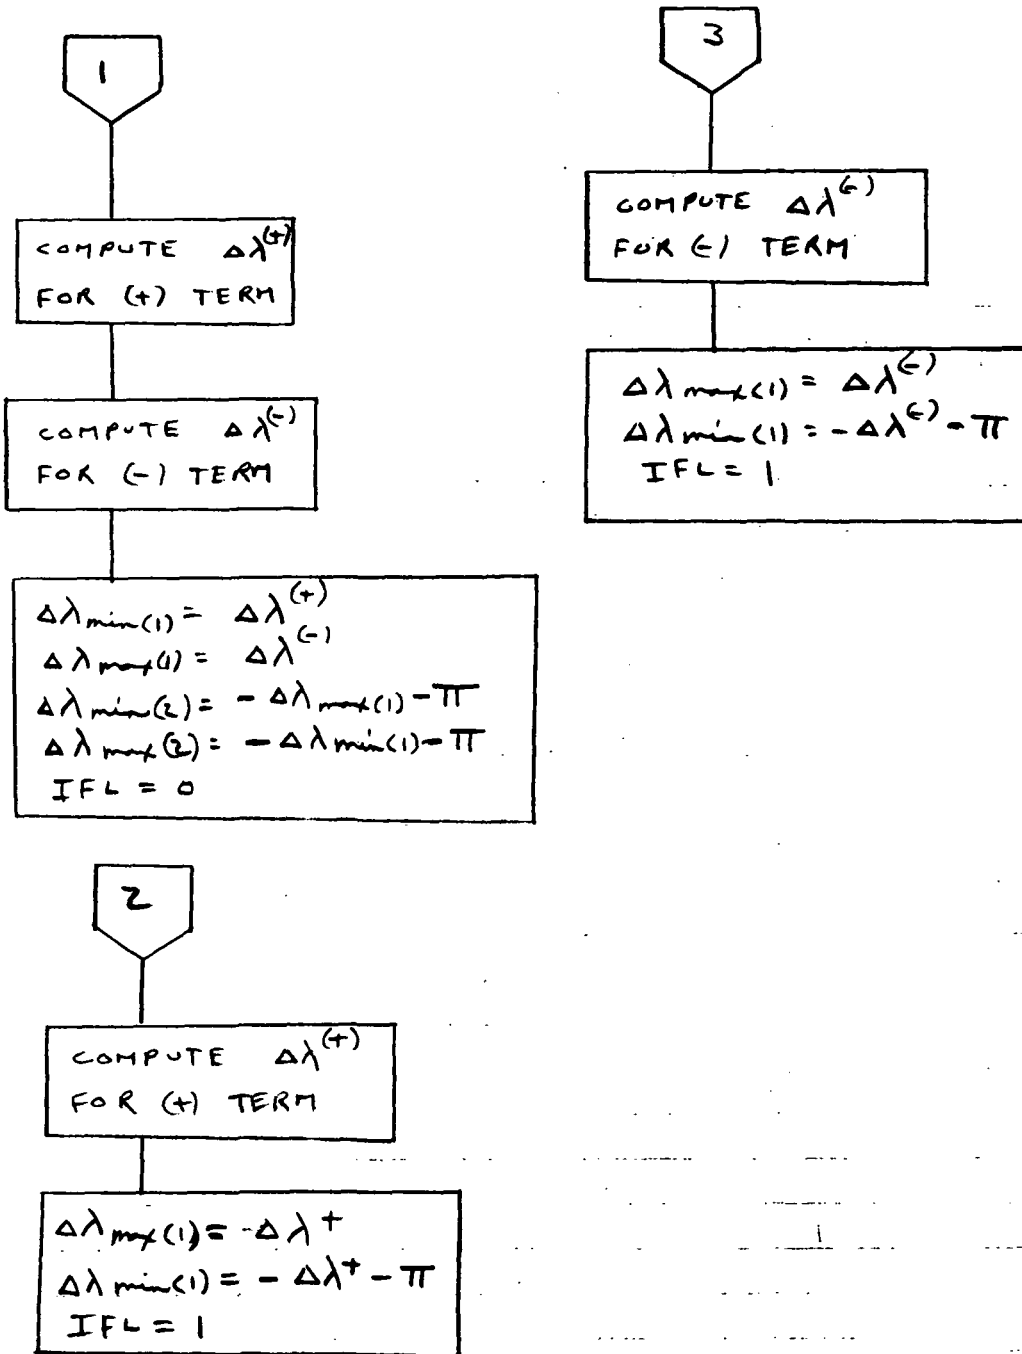 1
COMPUTE Δλ(+)
FOR (+) TERM
COMPUTE Δλ(-)
FOR (-) TERM
Δλmin(1) = Δλ(+)
Δλmax(1) = Δλ(-)
Δλmin(2) = - Δλmax(1) - π
Δλmax(2) = - Δλmin(1) - π
IFL = 0
2
COMPUTE Δλ(+)
FOR (+) TERM
Δλmax(1) = -Δλ+
Δλmin(1) = - Δλ+ - π
IFL = 1
3
COMPUTE Δλ(-)
FOR (-) TERM
Δλmax(1) = Δλ(-)
Δλmin(1) = - Δλ(-) - π
IFL = 1